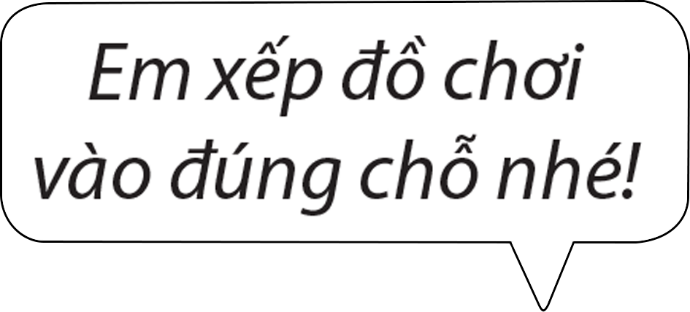 Em xếp đồ chơi
vào đúng chỗ nhé!